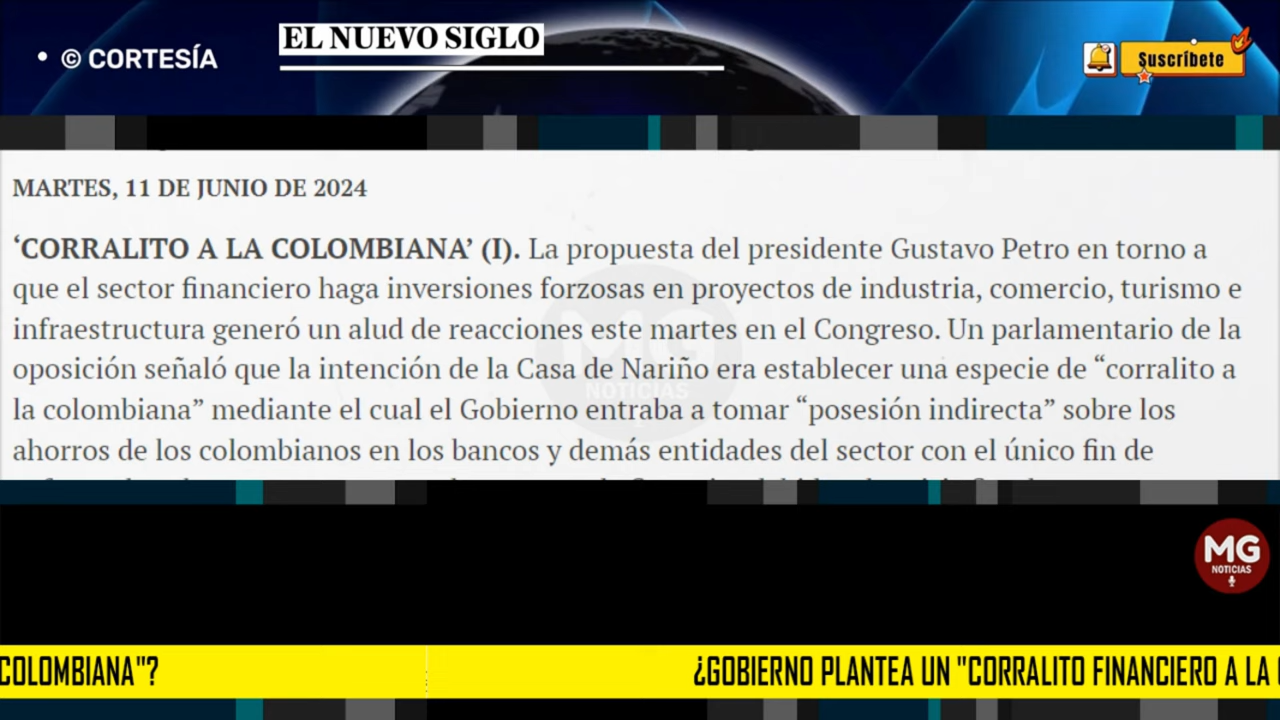 • © CORTESÍA
EL NUEVO SIGLO
Suscríbete
MARTES, 11 DE JUNIO DE 2024
‘CORRALITO A LA COLOMBIANA’ (I). La propuesta del presidente Gustavo Petro en torno a
que el sector financiero haga inversiones forzosas en proyectos de industria, comercio, turismo e
infraestructura generó un alud de reacciones este martes en el Congreso. Un parlamentario de la
oposición señaló que la intención de la Casa de Nariño era establecer una especie de “corralito a
la colombiana” mediante el cual el Gobierno entraba a tomar “posesión indirecta” sobre los
ahorros de los colombianos en los bancos y demás entidades del sector con el único fin de
MG
NOTICIAS
MG
NOTICIAS
COLOMBIANA"?
¿GOBIERNO PLANTEA UN "CORRALITO FINANCIERO A LA